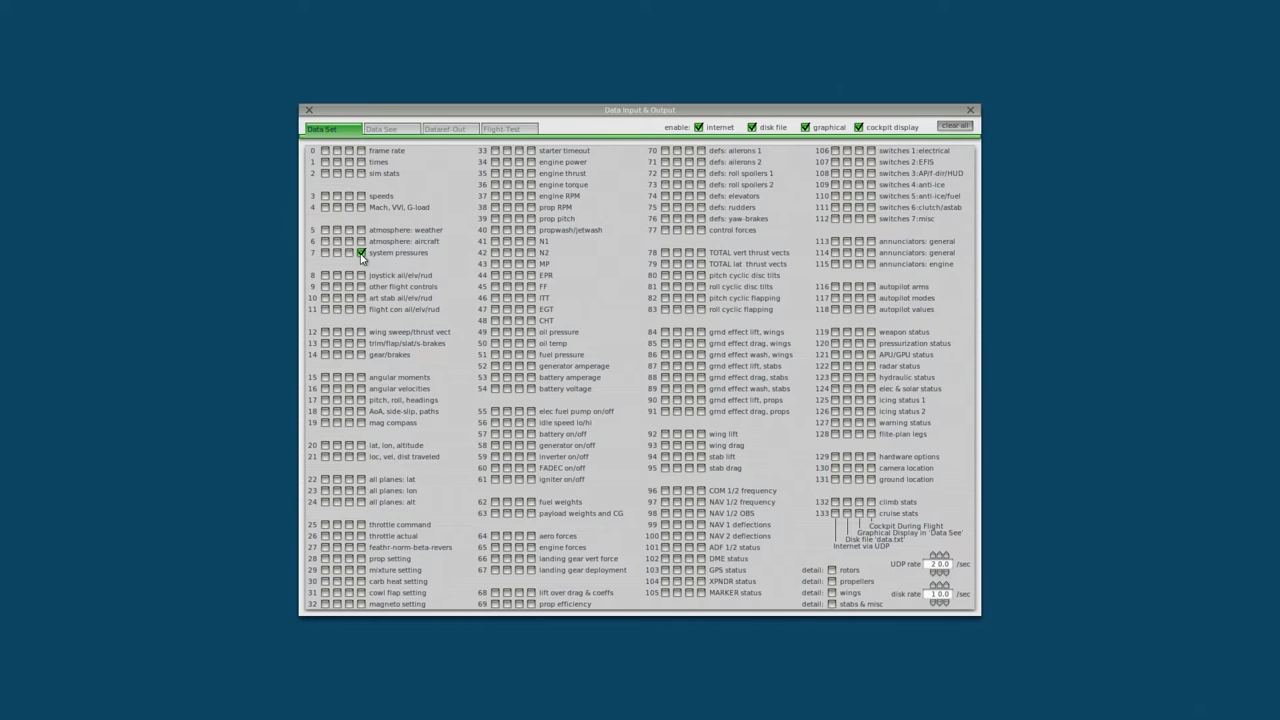 Data Input & Output
Data Set
Data See
Dataref-Out
Flight-Test
enable: internet disk file graphical cockpit display
clear all
0 frame rate
1 times
2 sim stats
3 speeds
4 Mach, VVI, G-load
5 atmosphere: weather
6 atmosphere: aircraft
7 system pressures
8 joystick ail/elv/rud
9 other flight controls
10 art stab ail/elv/rud
11 flight con ail/elv/rud
12 wing sweep/thrust vect
13 trim/flap/slat/s-brakes
14 gear/brakes
15 angular moments
16 angular velocities
17 pitch, roll, headings
18 AoA, side-slip, paths
19 mag compass
20 lat, lon, altitude
21 loc, vel, dist traveled
22 all planes: lat
23 all planes: lon
24 all planes: alt
25 throttle command
26 throttle actual
27 feathr-norm-beta-revers
28 prop setting
29 mixture setting
30 carb heat setting
31 cowl flap setting
32 magneto setting
33 starter timeout
34 engine power
35 engine thrust
36 engine torque
37 engine RPM
38 prop RPM
39 prop pitch
40 propwash/jetwash
41 N1
42 N2
43 MP
44 EPR
45 FF
46 ITT
47 EGT
48 CHT
49 oil pressure
50 oil temp
51 fuel pressure
52 generator amperage
53 battery amperage
54 battery voltage
55 elec fuel pump on/off
56 idle speed lo/hi
57 battery on/off
58 generator on/off
59 inverter on/off
60 FADEC on/off
61 igniter on/off
62 fuel weights
63 payload weights and CG
64 aero forces
65 engine forces
66 landing gear vert force
67 landing gear deployment
68 lift over drag & coeffs
69 prop efficiency
70 defs: ailerons 1
71 defs: ailerons 2
72 defs: roll spoilers 1
73 defs: roll spoilers 2
74 defs: elevators
75 defs: rudders
76 defs: yaw-brakes
77 control forces
78 TOTAL vert thrust vects
79 TOTAL lat thrust vects
80 pitch cyclic disc tilts
81 roll cyclic disc tilts
82 pitch cyclic flapping
83 roll cyclic flapping
84 grnd effect lift, wings
85 grnd effect drag, wings
86 grnd effect wash, wings
87 grnd effect lift, stabs
88 grnd effect drag, stabs
89 grnd effect wash, stabs
90 grnd effect lift, props
91 grnd effect drag, props
92 wing lift
93 wing drag
94 stab lift
95 stab drag
96 COM 1/2 frequency
97 NAV 1/2 frequency
98 NAV 1/2 OBS
99 NAV 1 deflections
100 NAV 2 deflections
101 ADF 1/2 status
102 DME status
103 GPS status
104 XPNDR status
105 MARKER status
106 switches 1:electrical
107 switches 2:EFIS
108 switches 3:AP/f-dir/HUD
109 switches 4:anti-ice
110 switches 5:anti-ice/fuel
111 switches 6:clutch/astab
112 switches 7:misc
113 annunciators: general
114 annunciators: general
115 annunciators: engine
116 autopilot arms
117 autopilot modes
118 autopilot values
119 weapon status
120 pressurization status
121 APU/GPU status
122 radar status
123 hydraulic status
124 elec & solar status
125 icing status 1
126 icing status 2
127 warning status
128 flite-plan legs
129 hardware options
130 camera location
131 ground location
132 climb stats
133 cruise stats
Cockpit During Flight
Graphical Display in 'Data See'
Disk file 'data.txt'
Internet via UDP
UDP rate 2 0.0 /sec
detail: rotors
detail: propellers
detail: wings
detail: stabs & misc
disk rate 1 0.0 /sec